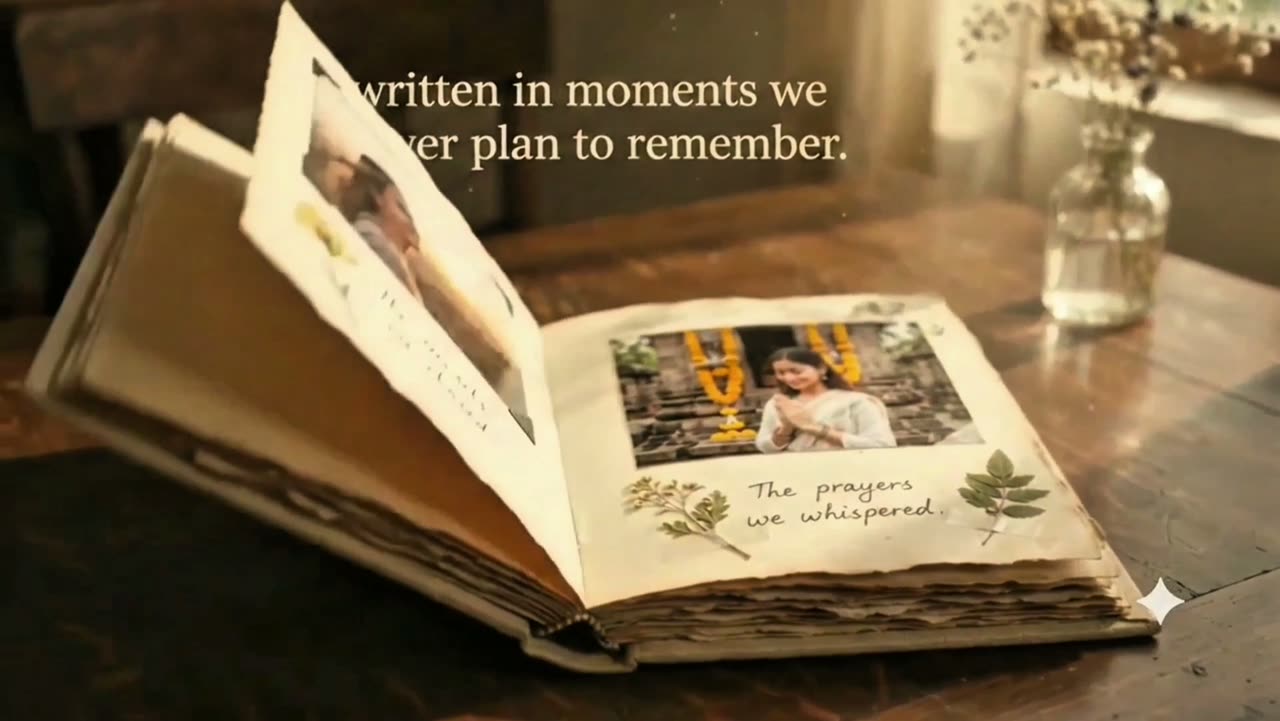 written in moments we
ver plan to remember.
The prayers
we whispered.